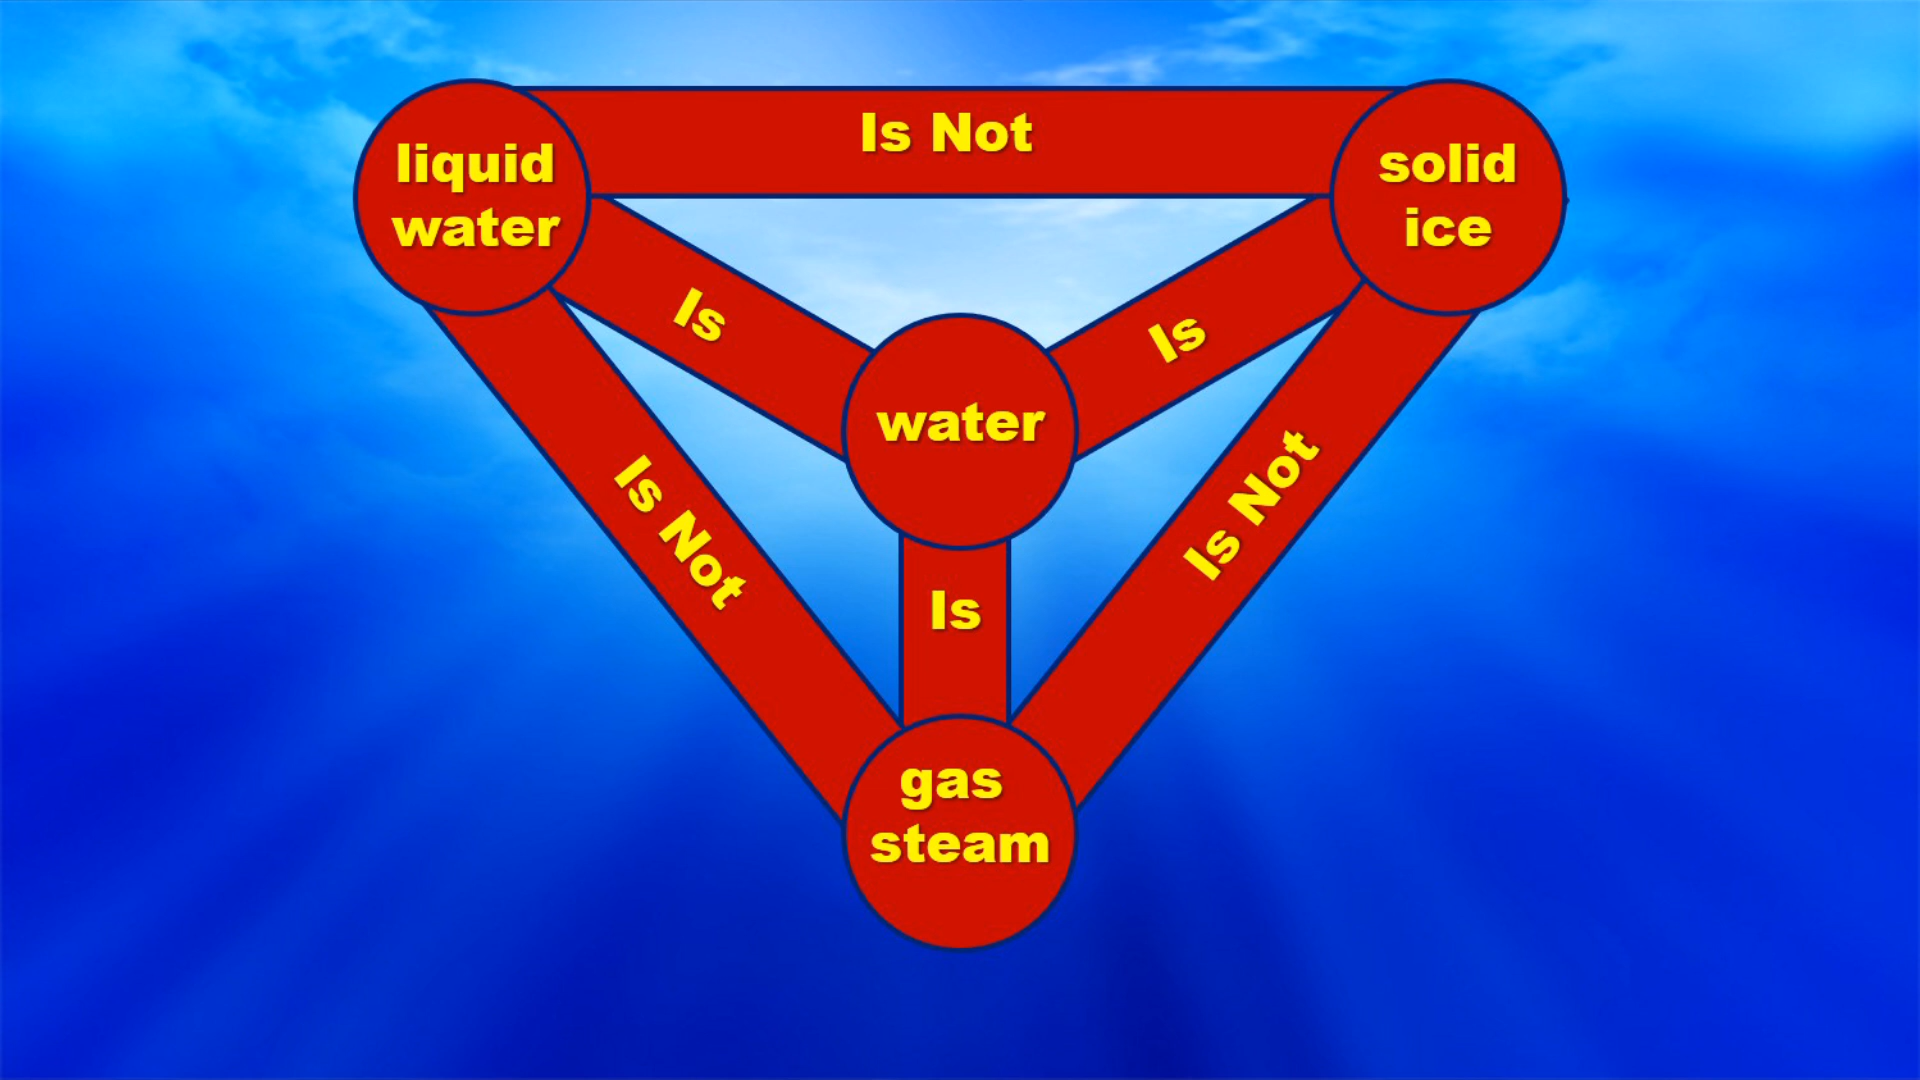 Is Not
liquid
water
solid
ice
Is
Is
water
Is Not
Is Not
Is
gas
steam